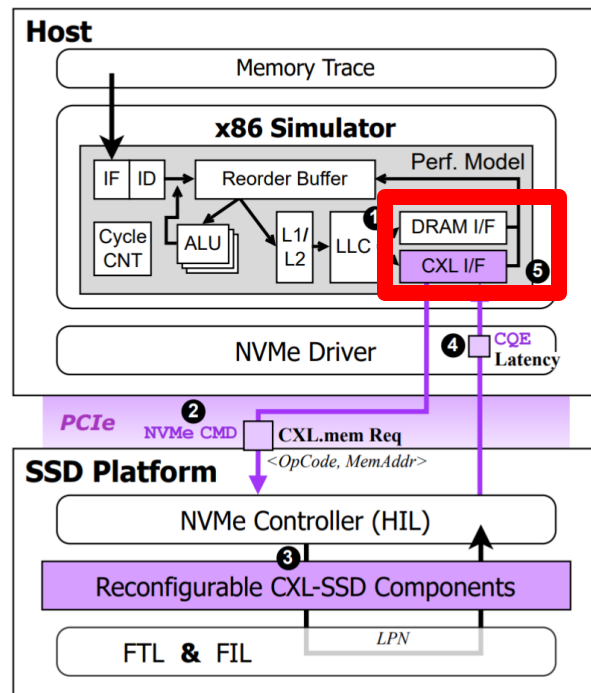 Host
Memory Trace
x86 Simulator
Perf. Model
IF ID
Reorder Buffer
Cycle
CNT
ALU
L1/
L2
LLC
1
DRAM I/F
CXL I/F
5
NVMe Driver
4
CQE
Latency
PCIe
2
NVMe CMD
CXL.mem Req
<OpCode, MemAddr>
SSD Platform
NVMe Controller (HIL)
3
Reconfigurable CXL-SSD Components
LPN
FTL & FIL